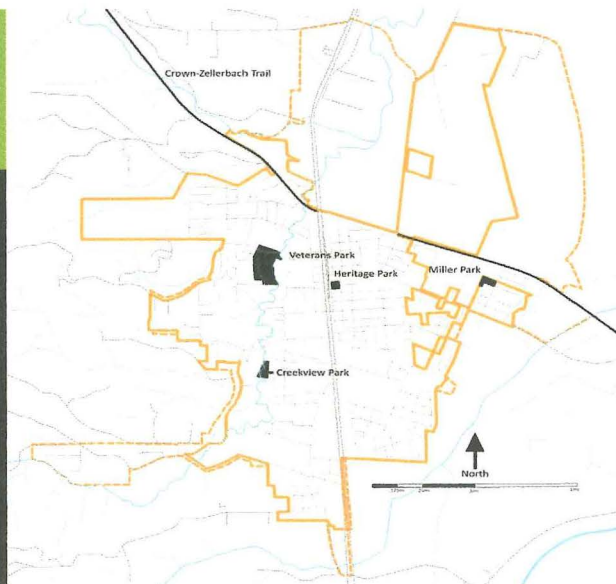 Crown-Zellerbach Trail
Veterans Park
Heritage Park
Miller Park
Creekview Park
North